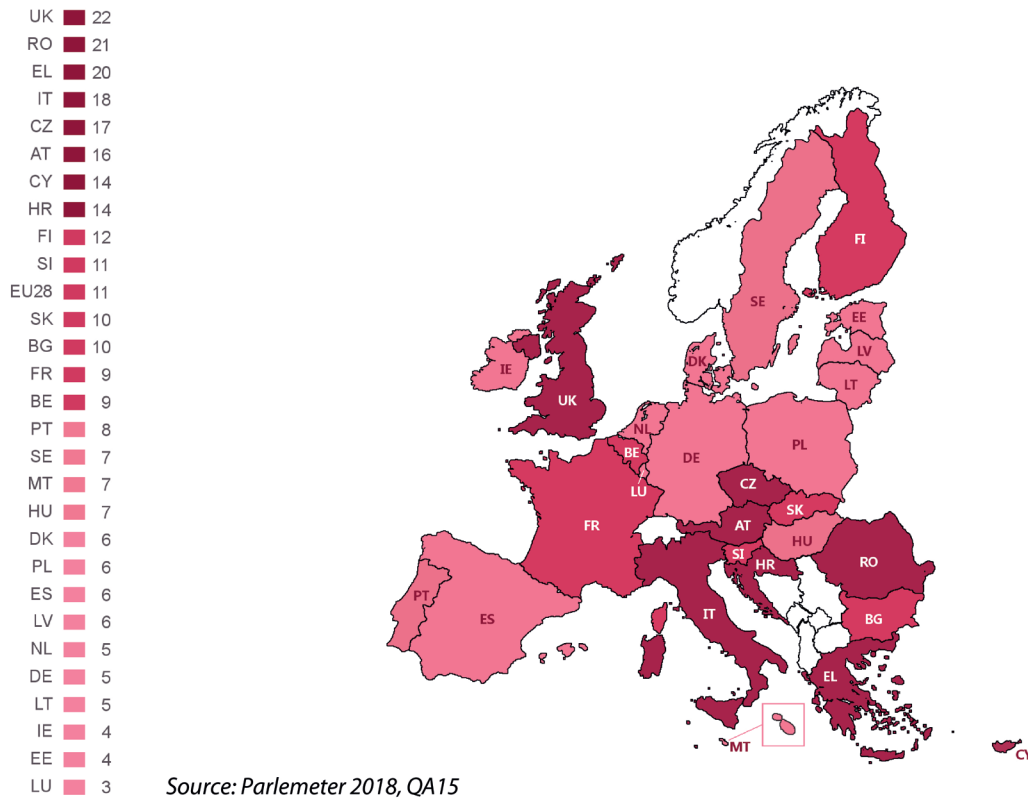 UK 22
RO 21
EL 20
IT 18
CZ 17
AT 16
CY 14
HR 14
FI 12
SI 11
EU28 11
SK 10
BG 10
FR 9
BE 9
PT 8
SE 7
MT 7
HU 7
DK 6
PL 6
ES 6
LV 6
NL 5
DE 5
LT 5
IE 4
EE 4
LU 3
FI
SE
EE
LV
DK
IE
LT
UK
NL
PL
BE
DE
CZ
LU
SK
FR
AT
HU
SI
HR
RO
PT
ES
IT
BG
EL
MT
CY
Source: Parlemeter 2018, QA15